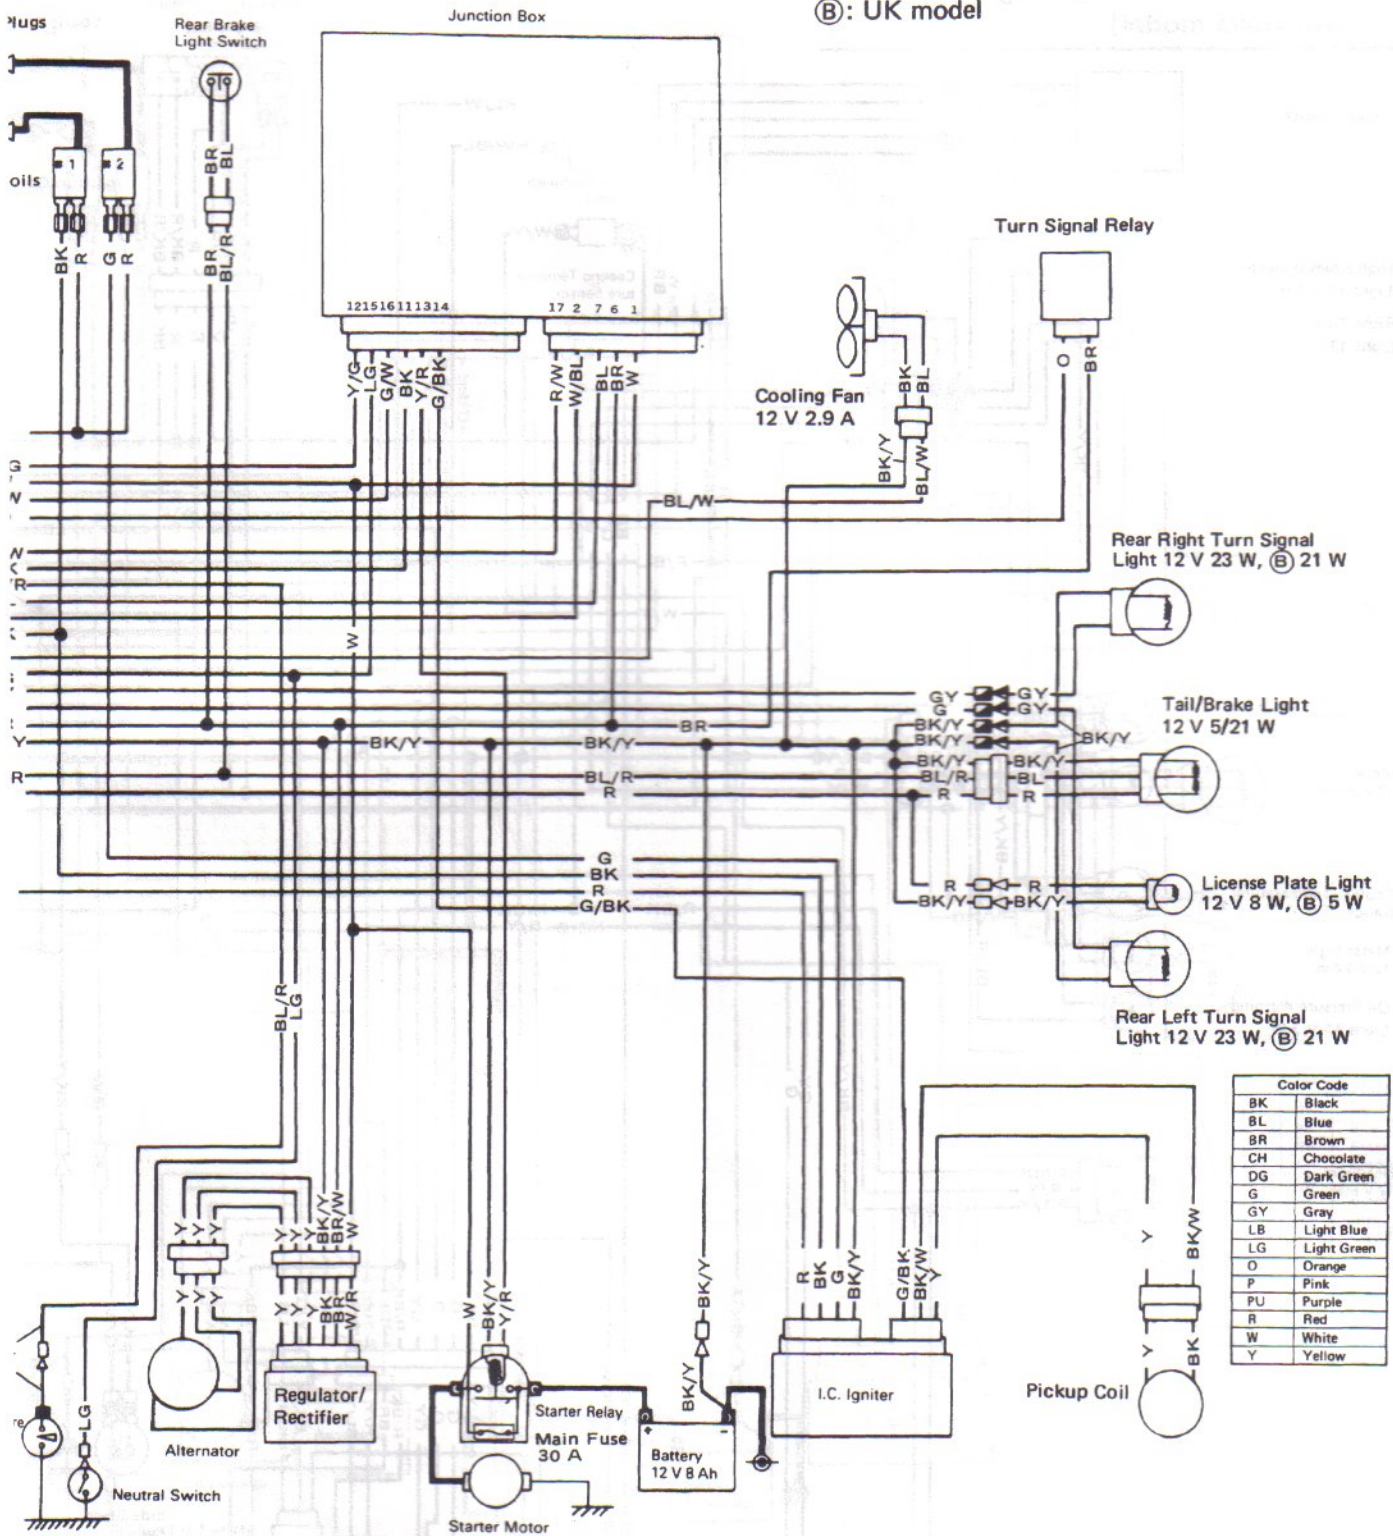 Plugs
Rear Brake
Light Switch
Junction Box
Ⓑ: UK model
1
2
oils
BR
BL
BK
R
G
R
BR
BL/R
12 15 16 11 13 14
17 2 7 6 1
Y/G
LG
G/W
BK
Y/R
G/BK
R/W
W/BL
BL
BR
W
Turn Signal Relay
O
BR
Cooling Fan
12 V 2.9 A
BK
BL
BK/Y
BL/W
BL/W
G
W
W
K
R
Y
R
W
Rear Right Turn Signal
Light 12 V 23 W, Ⓑ 21 W
Tail/Brake Light
12 V 5/21 W
BR
BK/Y
BK/Y
BL/R
R
GY
GY
G
GY
BK/Y
BK/Y
BK/Y
BK/Y
BK/Y
BL/R
BL
R
R
G
BK
R
G/BK
R
R
BK/Y
BK/Y
License Plate Light
12 V 8 W, Ⓑ 5 W
Rear Left Turn Signal
Light 12 V 23 W, Ⓑ 21 W
BL/R
LG
Color Code
BK Black
BL Blue
BR Brown
CH Chocolate
DG Dark Green
G Green
GY Gray
LB Light Blue
LG Light Green
O Orange
P Pink
PU Purple
R Red
W White
Y Yellow
Y
Y
Y
Y
Y
Y
BK/Y
BR/W
W
Y
Y
Y
Y
Y
Y
BK
BR
W/R
W
BK/Y
Y/R
BK/Y
BK/Y
R
BK
G
BK/Y
G/BK
BK/W
Y
Y
BK/W
Y
BK
LG
re
Alternator
Neutral Switch
Regulator/
Rectifier
Starter Relay
Main Fuse
30 A
Starter Motor
+
-
Battery
12 V 8 Ah
I.C. Igniter
Pickup Coil